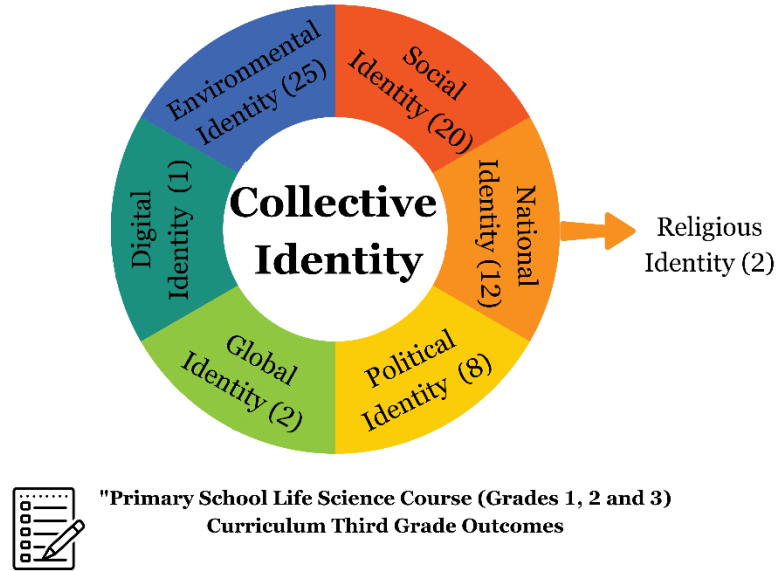 Environmental
Identity (25)
Social
Identity (20)
National
Identity (12)
Religious
Identity (2)
Political
Identity (8)
Global
Identity (2)
Digital
Identity (1)
Collective
Identity
"Primary School Life Science Course (Grades 1, 2 and 3)
Curriculum Third Grade Outcomes